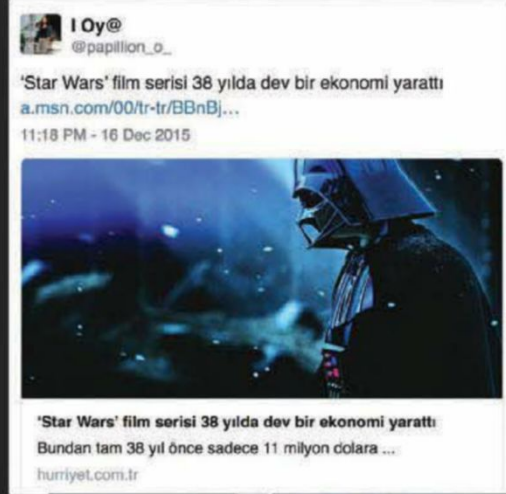 I Oy@
@papillion_o_
'Star Wars' film serisi 38 yılda dev bir ekonomi yarattı
a.msn.com/00/tr-tr/BBnBj...
11:18 PM - 16 Dec 2015
'Star Wars' film serisi 38 yılda dev bir ekonomi yarattı
Bundan tam 38 yıl önce sadece 11 milyon dolara ...
hurriyet.com.tr